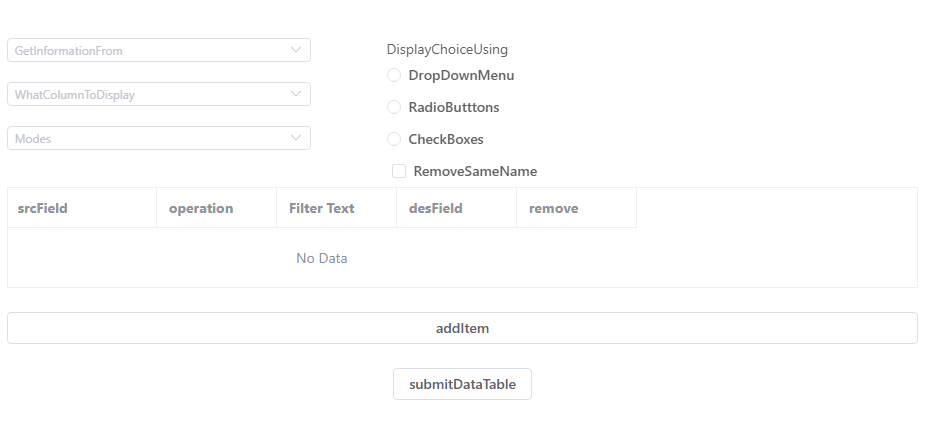 GetInformationFrom
WhatColumnToDisplay
Modes
DisplayChoiceUsing
DropDownMenu
RadioButttons
CheckBoxes
RemoveSameName
srcField operation Filter Text desField remove
No Data
addItem
submitDataTable